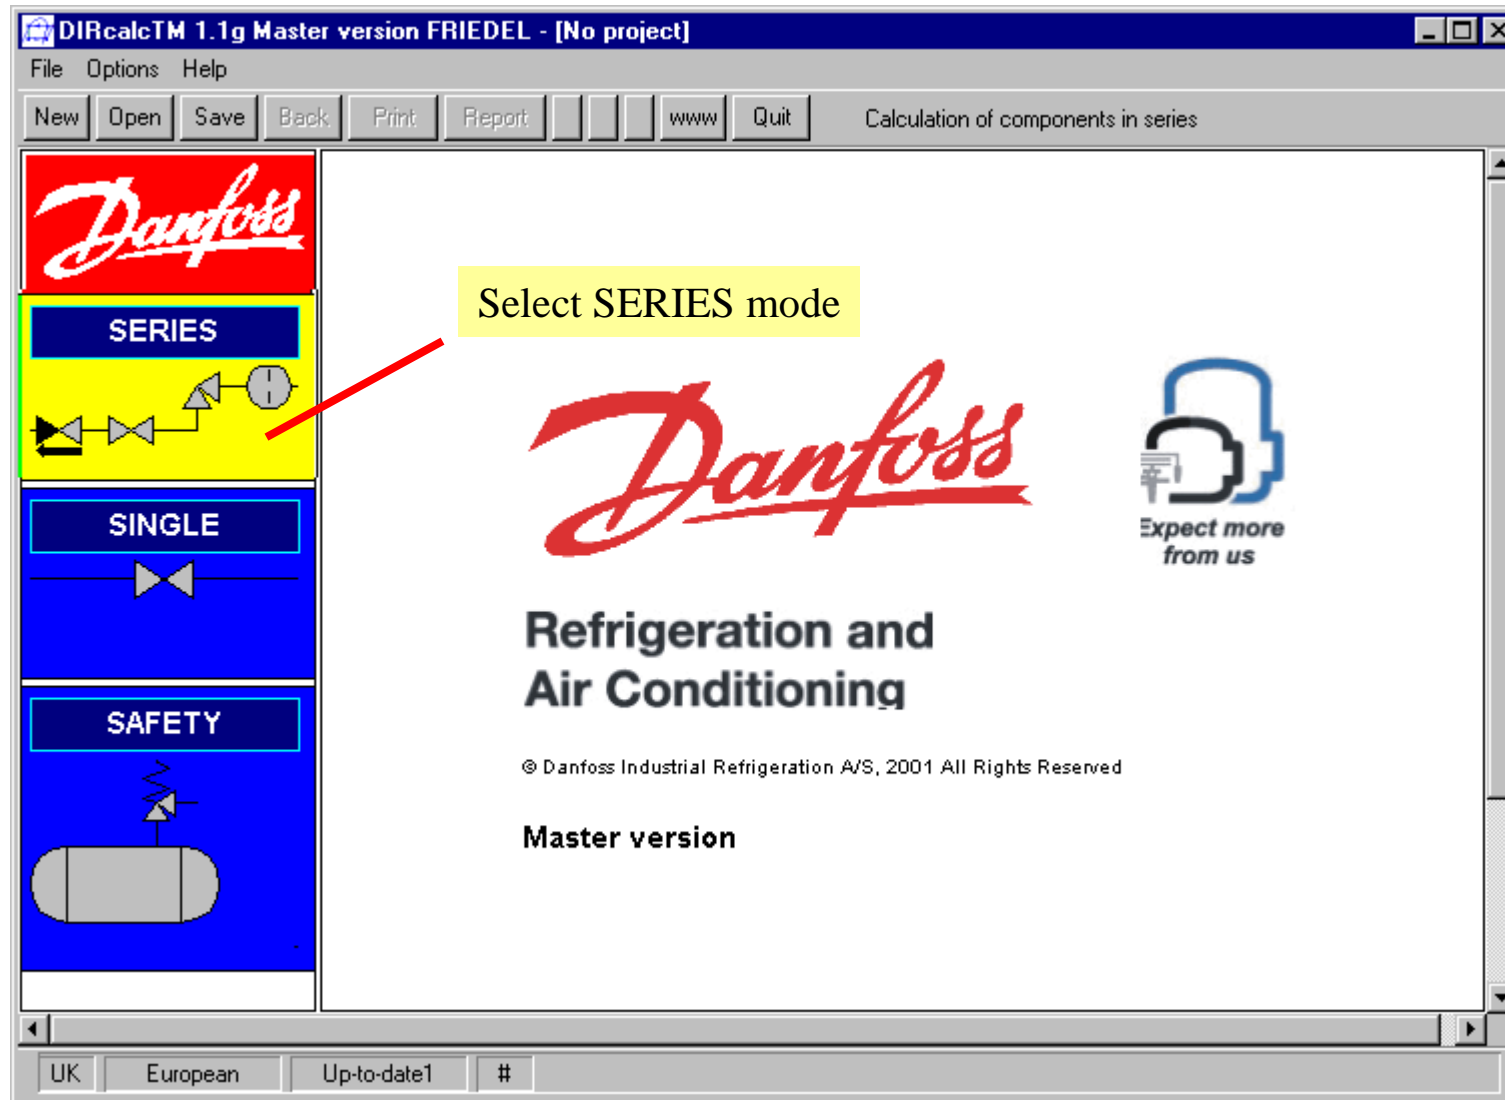 DIRcalcTM 1.1g Master version FRIEDEL - [No project]
File Options Help
New Open Save Back Print Report www Quit Calculation of components in series
Danfoss
SERIES
Select SERIES mode
SINGLE
SAFETY
Danfoss
Expect more
from us
Refrigeration and
Air Conditioning
© Danfoss Industrial Refrigeration A/S, 2001 All Rights Reserved
Master version
UK European Up-to-date1 #